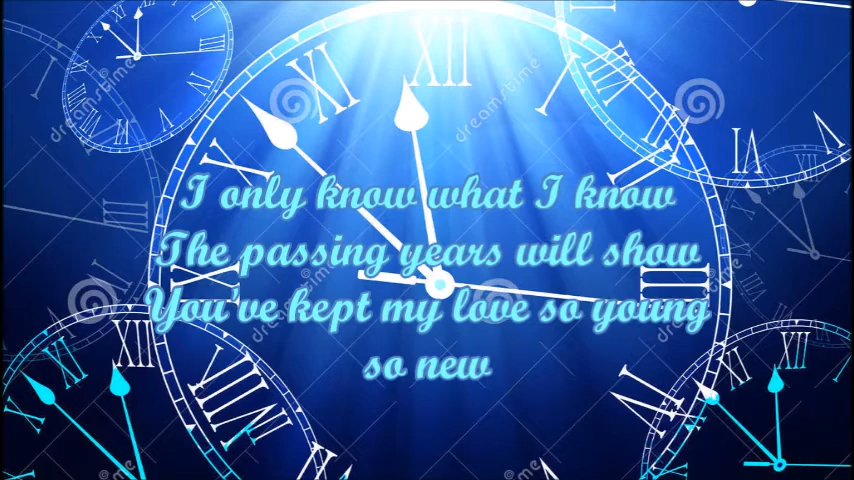 I only know what I know
The passing years will show
You've kept my love so young
so new